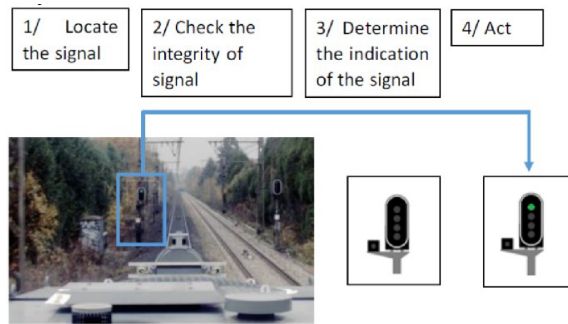 1/ Locate
the signal
2/ Check the
integrity of
signal
3/ Determine
the indication
of the signal
4/ Act